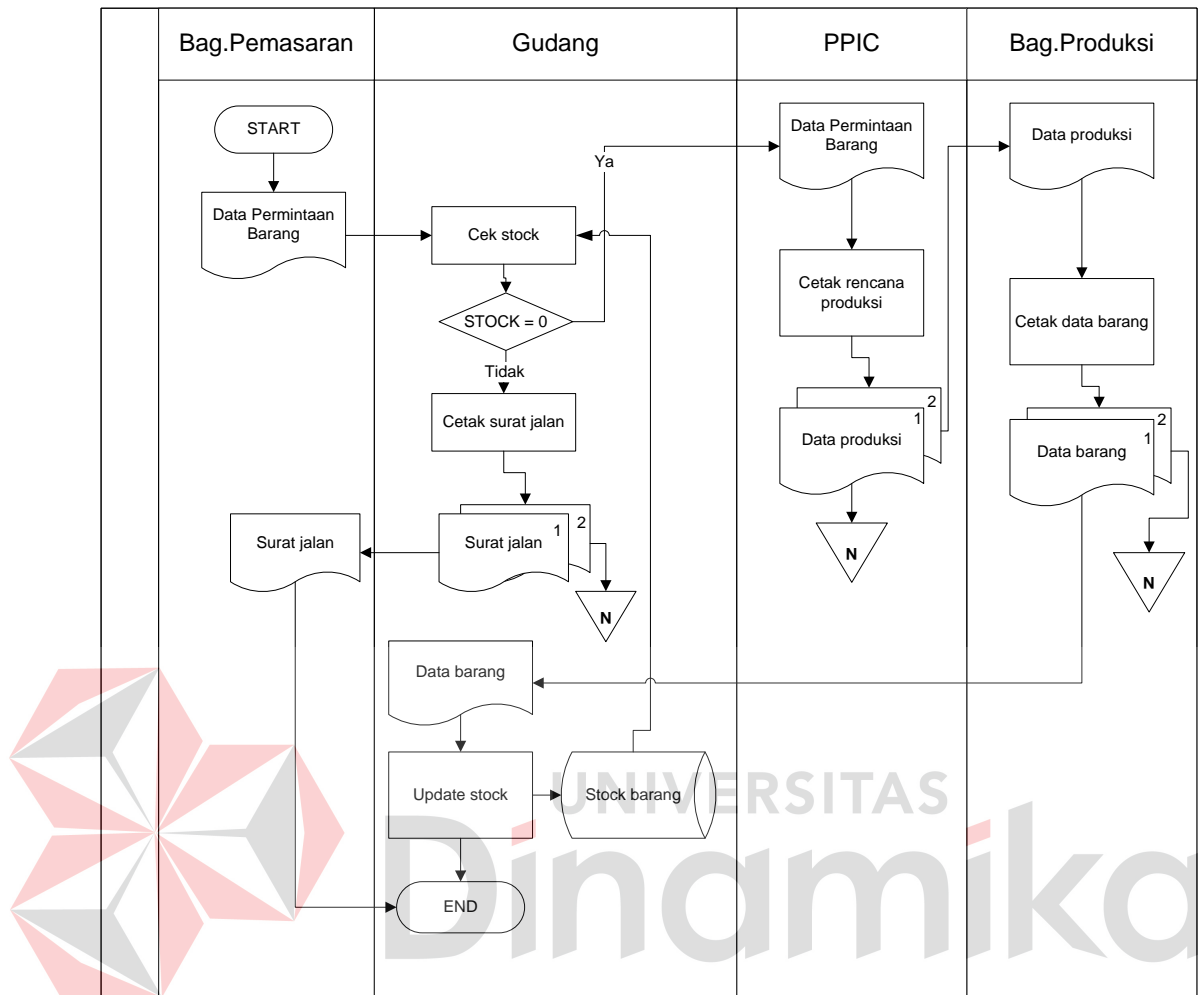 Bag.Pemasaran
Gudang
PPIC
Bag.Produksi
START
Data Permintaan
Barang
Cek stock
STOCK = 0
Ya
Tidak
Cetak surat jalan
Surat jalan
1
2
N
Surat jalan
Data Permintaan
Barang
Cetak rencana
produksi
Data produksi
1
2
N
Data produksi
Cetak data barang
Data barang
1
2
N
Data barang
Update stock
Stock barang
END
UNIVERSITAS
Dinamika